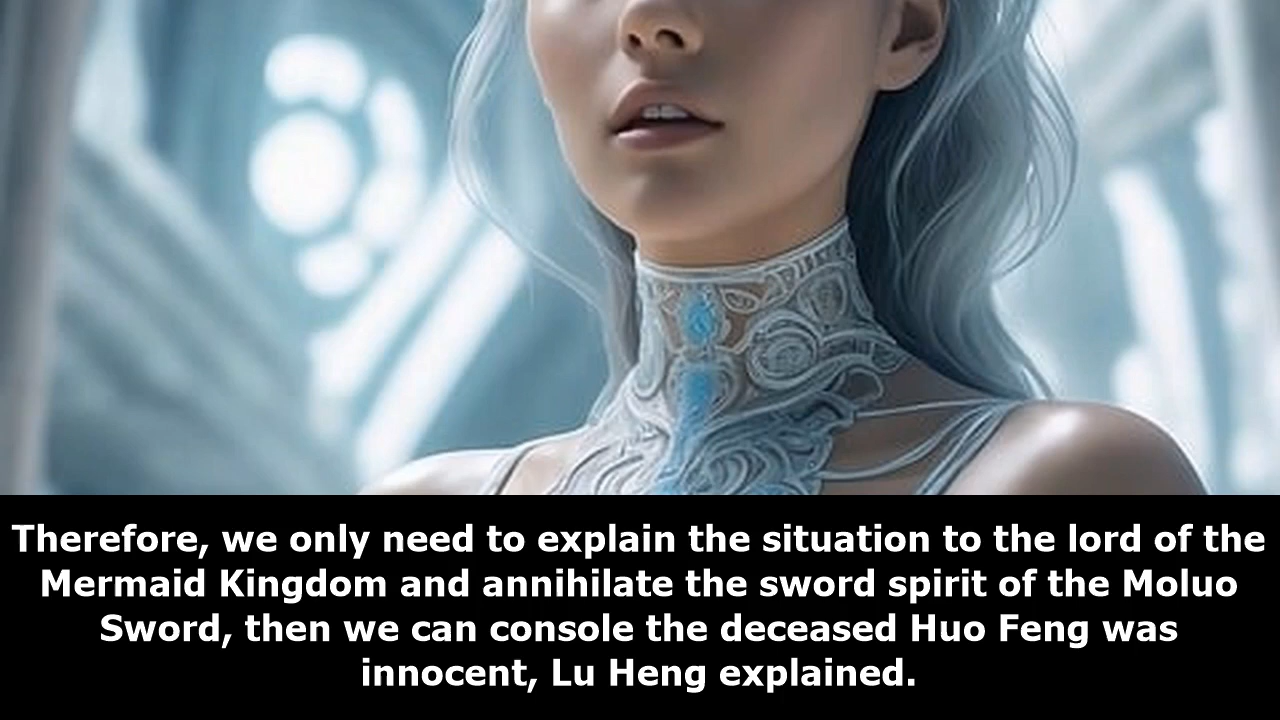 Therefore, we only need to explain the situation to the lord of the
Mermaid Kingdom and annihilate the sword spirit of the Moluo
Sword, then we can console the deceased Huo Feng was
innocent, Lu Heng explained.